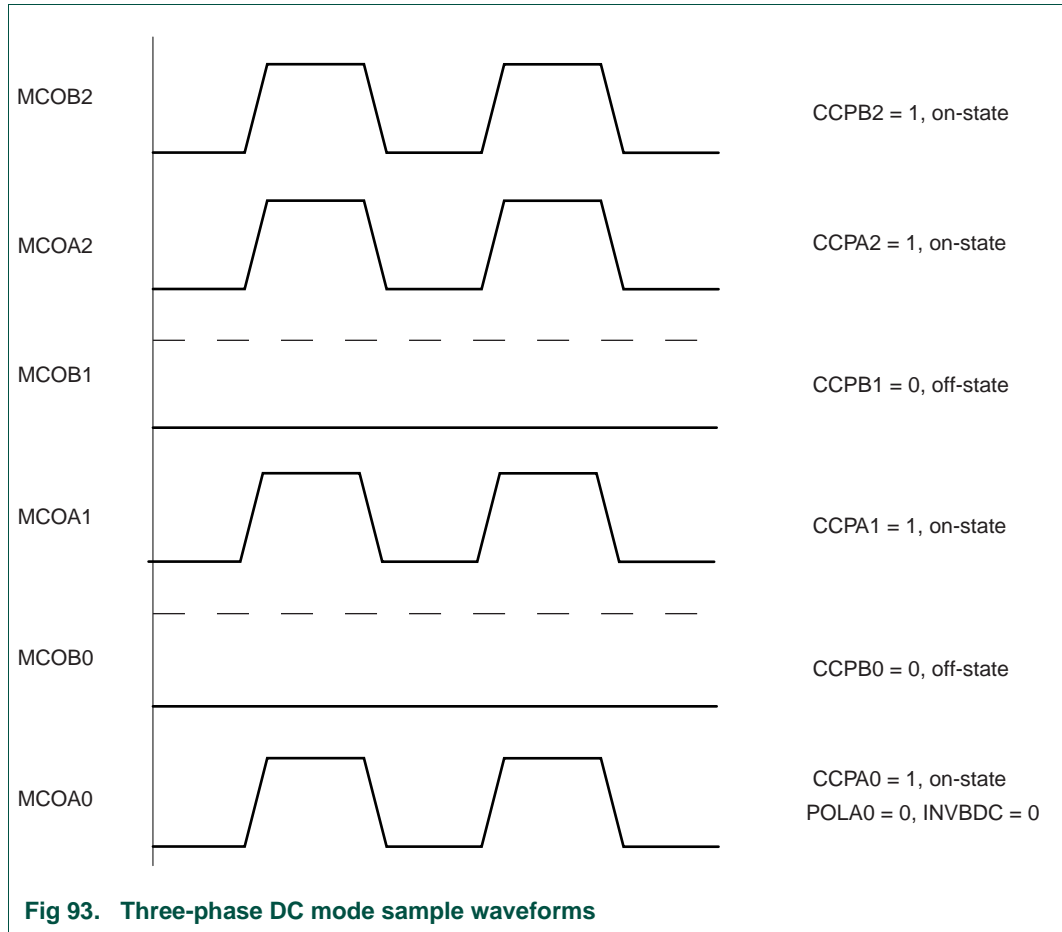 MCOB2
CCPB2 = 1, on-state
MCOA2
CCPA2 = 1, on-state
MCOB1
CCPB1 = 0, off-state
MCOA1
CCPA1 = 1, on-state
MCOB0
CCPB0 = 0, off-state
MCOA0
CCPA0 = 1, on-state
POLA0 = 0, INVBDC = 0
Fig 93. Three-phase DC mode sample waveforms